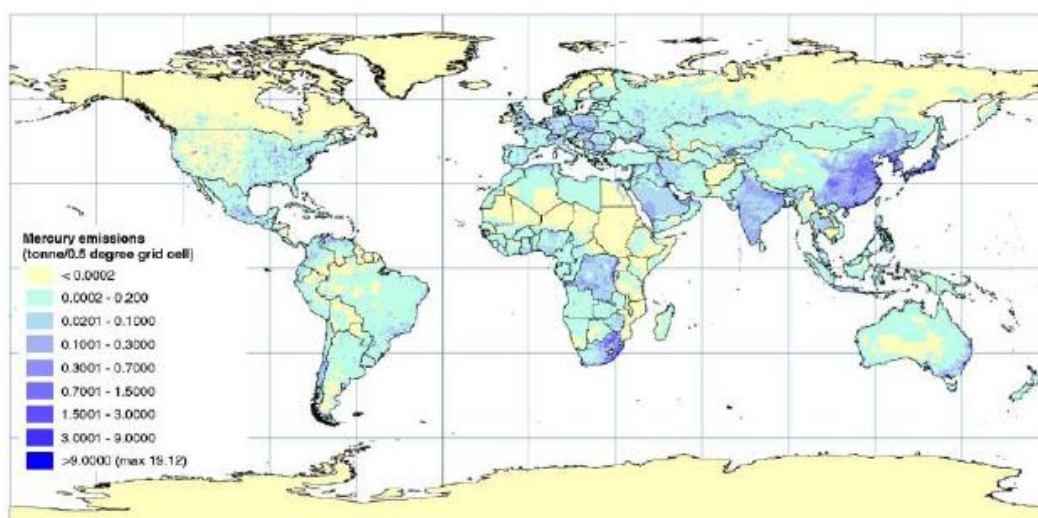 Mercury emissions
(tonne/0.5 degree grid cell)
< 0.0002
0.0002 - 0.200
0.0201 - 0.1000
0.1001 - 0.3000
0.3001 - 0.7000
0.7001 - 1.5000
1.5001 - 3.0000
3.0001 - 9.0000
>9.0000 (max 19.12)